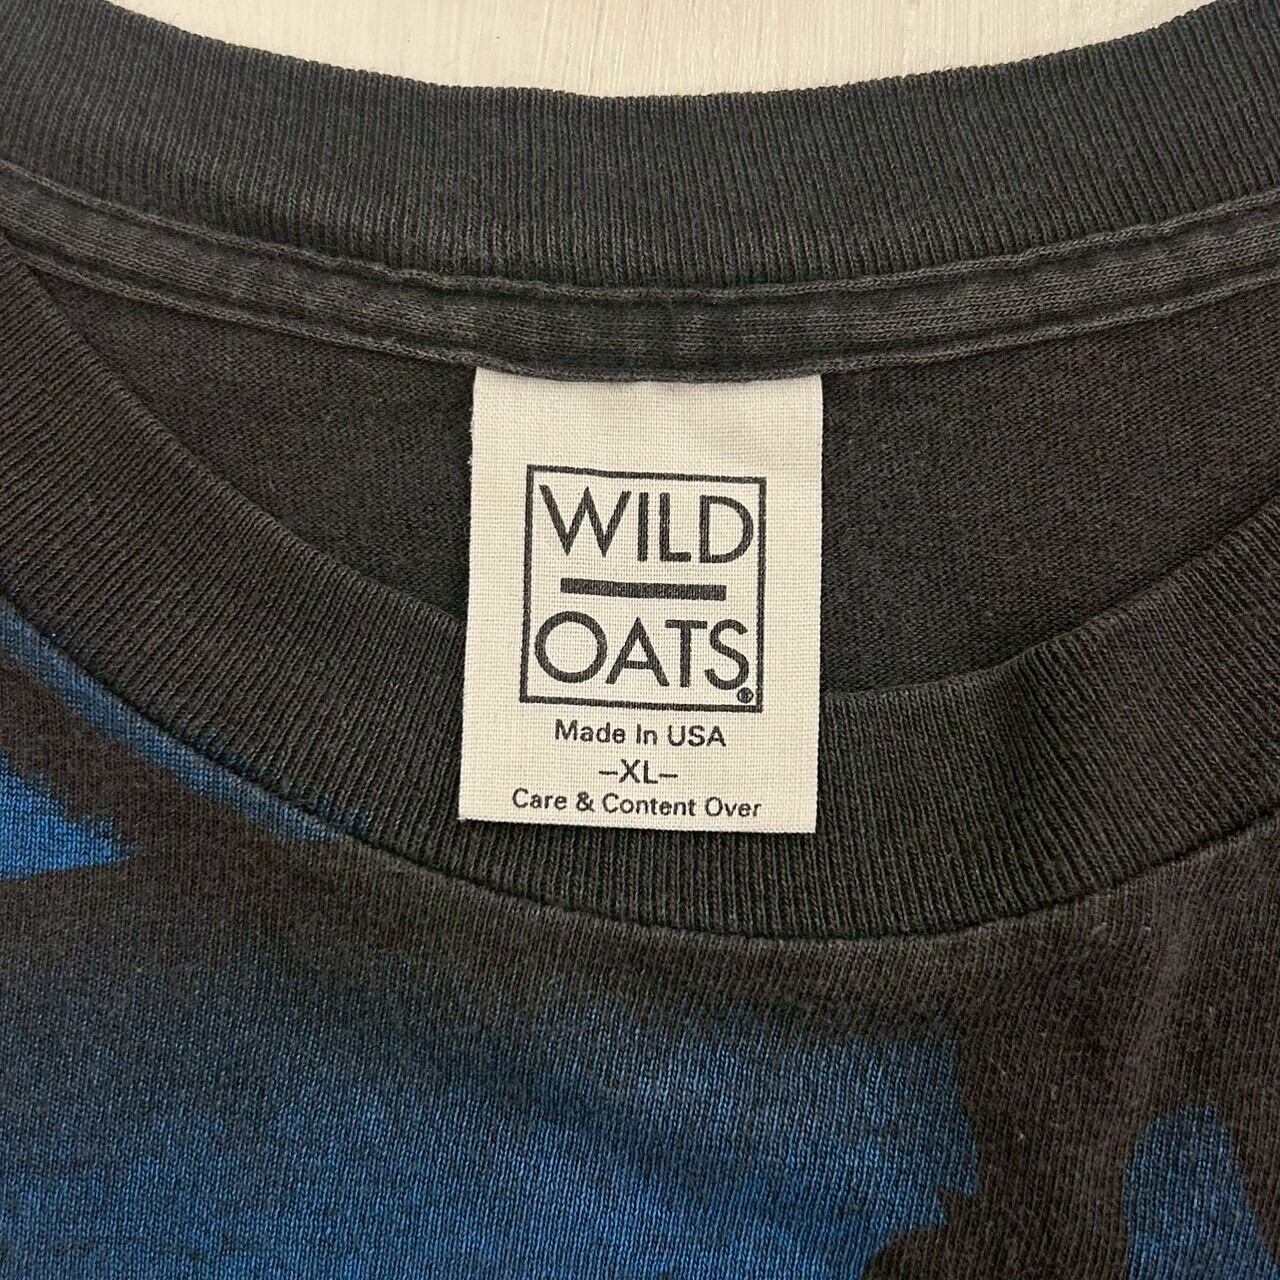 WILD
OATS®
Made In USA
-XL-
Care & Content Over